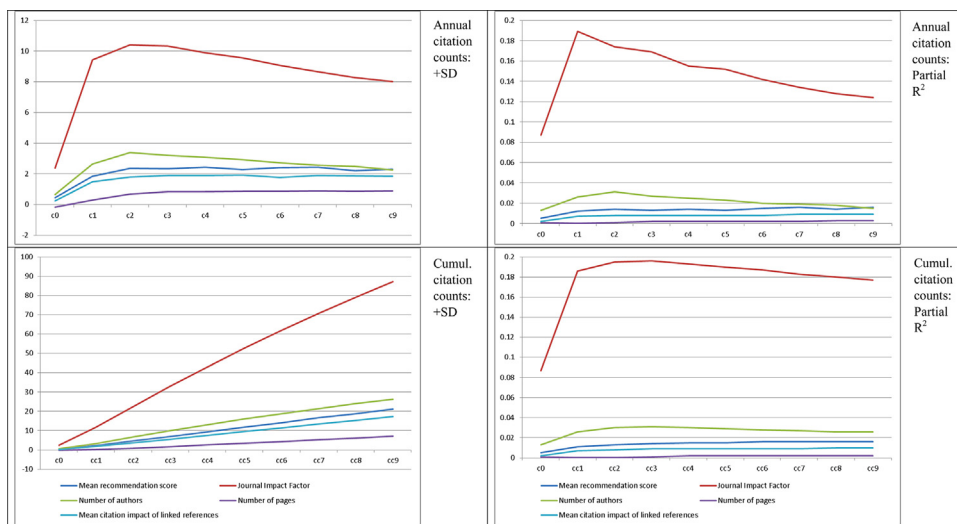 12
10
8
6
4
2
0
-2
c0 c1 c2 c3 c4 c5 c6 c7 c8 c9
Annual
citation
counts:
+SD
0.2
0.18
0.16
0.14
0.12
0.1
0.08
0.06
0.04
0.02
0
c0 c1 c2 c3 c4 c5 c6 c7 c8 c9
Annual
citation
counts:
Partial
R²
100
90
80
70
60
50
40
30
20
10
0
-10
c0 cc1 cc2 cc3 cc4 cc5 cc6 cc7 cc8 cc9
Mean recommendation score Journal Impact Factor
Number of authors Number of pages
Mean citation impact of linked references
Cumul.
citation
counts:
+SD
0.2
0.18
0.16
0.14
0.12
0.1
0.08
0.06
0.04
0.02
0
c0 cc1 cc2 cc3 cc4 cc5 cc6 cc7 cc8 cc9
Mean recommendation score Journal Impact Factor
Number of authors Number of pages
Mean citation impact of linked references
Cumul.
citation
counts:
Partial
R²